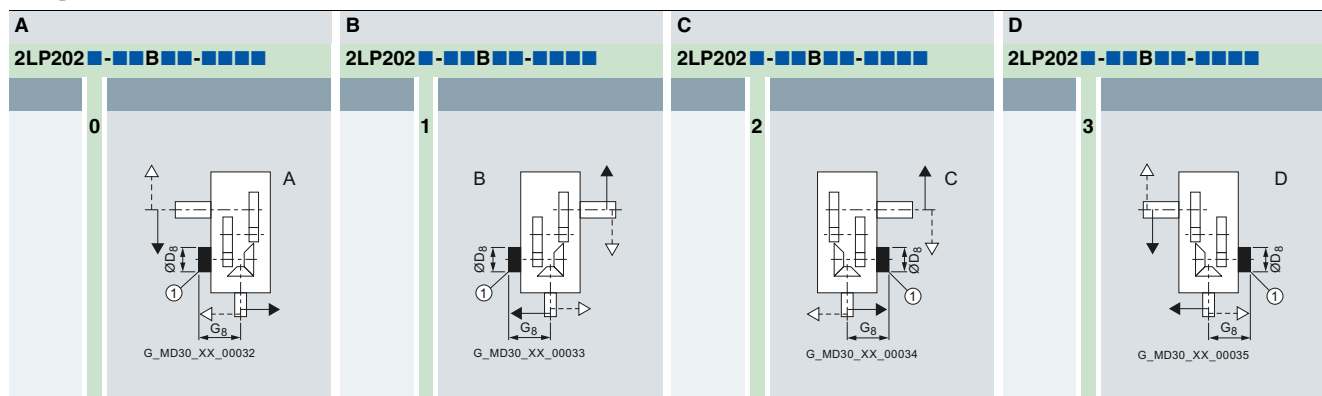 A
B
C
D
2LP202■-■■B■■-■■■■
2LP202■-■■B■■-■■■■
2LP202■-■■B■■-■■■■
2LP202■-■■B■■-■■■■
0
1
2
3
A
B
C
D
ØD8
ØD8
ØD8
ØD8
1
1
1
1
G8
G8
G8
G8
G_MD30_XX_00032
G_MD30_XX_00033
G_MD30_XX_00034
G_MD30_XX_00035